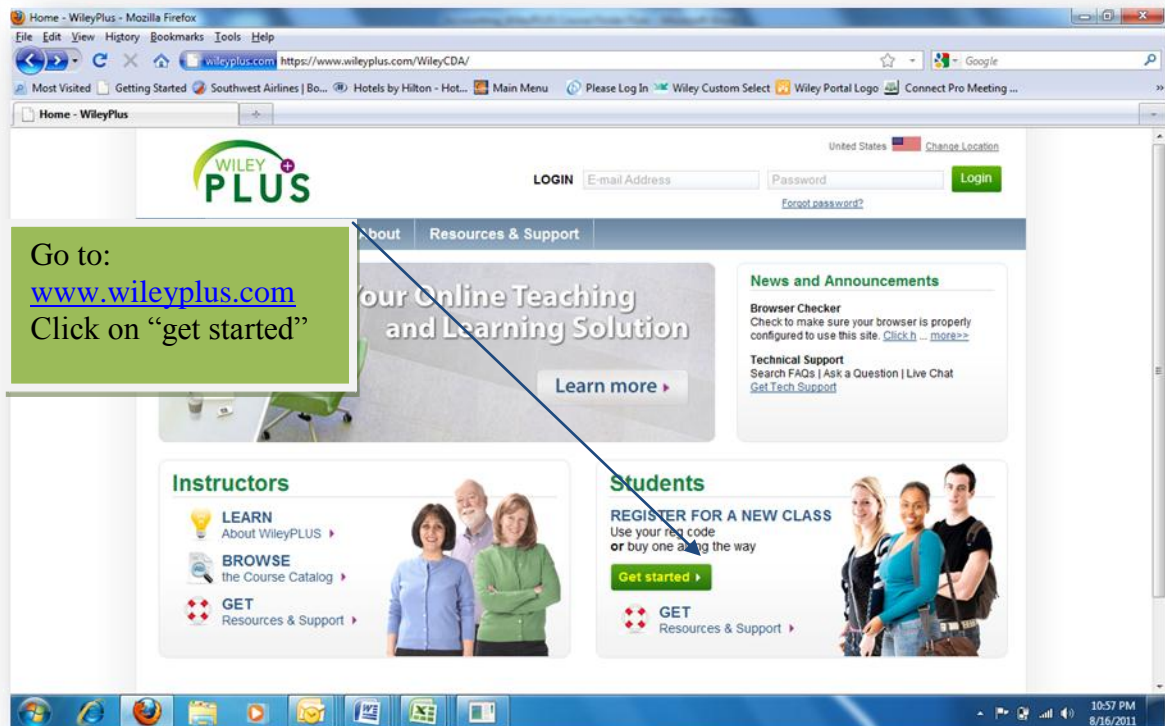 Home - WileyPlus - Mozilla Firefox
File Edit View History Bookmarks Tools Help
wileyplus.com https://www.wileyplus.com/WileyCDA/
Google
Most Visited Getting Started Southwest Airlines | Bo... Hotels by Hilton - Hot... Main Menu Please Log In Wiley Custom Select Wiley Portal Logo Connect Pro Meeting ...
Home - WileyPlus
United States Change Location
WILEY
PLUS
LOGIN E-mail Address Password Login
Forgot password?
About Resources & Support
Go to:
www.wileyplus.com
Click on “get started”
Your Online Teaching
and Learning Solution
Learn more
News and Announcements
Browser Checker
Check to make sure your browser is properly
configured to use this site. Click h ... more>>
Technical Support
Search FAQs | Ask a Question | Live Chat
Get Tech Support
Instructors
LEARN
About WileyPLUS
BROWSE
the Course Catalog
GET
Resources & Support
Students
REGISTER FOR A NEW CLASS
Use your reg code
or buy one along the way
Get started
GET
Resources & Support
10:57 PM
8/16/2011